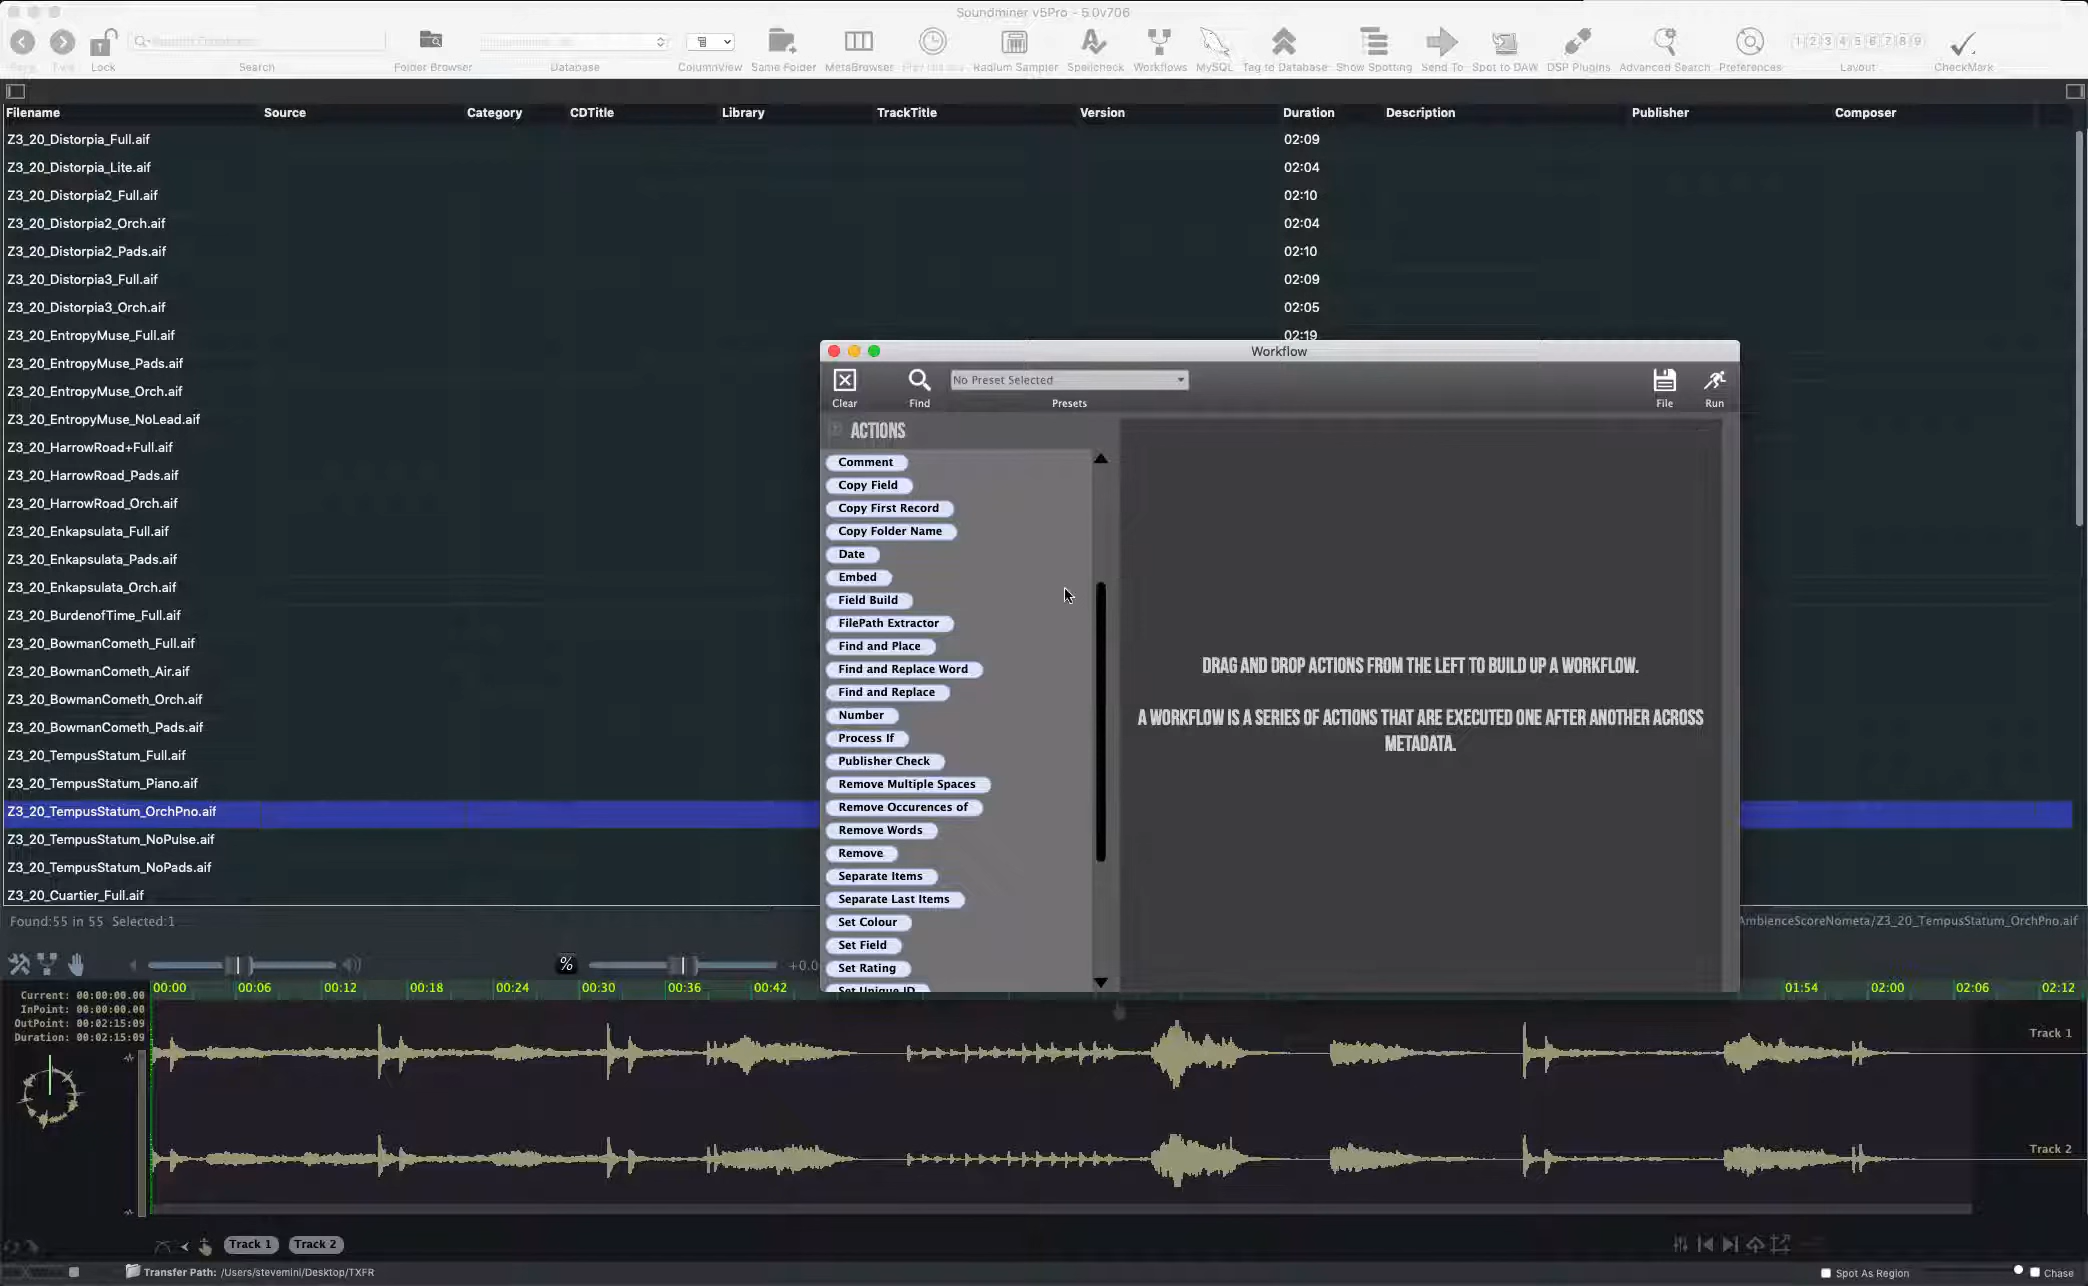 Soundminer v5Pro - 5.0v706
Lock
Search
Folder Browser
Database
ColumnView
Same Folder
MetaBrowser
Radium Sampler
Spellcheck
Workflows
MySQL
Tag to Database
Show Spotting
Send To
Spot to DAW
DSP Plugins
Advanced Search
Preferences
1 2 3 4 5 6 7 8 9
Layout
CheckMark
Filename Source Category CDTitle Library TrackTitle Version Duration Description Publisher Composer
Z3_20_Distorpia_Full.aif 02:09
Z3_20_Distorpia_Lite.aif 02:04
Z3_20_Distorpia2_Full.aif 02:10
Z3_20_Distorpia2_Orch.aif 02:04
Z3_20_Distorpia2_Pads.aif 02:10
Z3_20_Distorpia3_Full.aif 02:09
Z3_20_Distorpia3_Orch.aif 02:05
Z3_20_EntropyMuse_Full.aif 02:19
Z3_20_EntropyMuse_Pads.aif
Z3_20_EntropyMuse_Orch.aif
Z3_20_EntropyMuse_NoLead.aif
Z3_20_HarrowRoad+Full.aif
Z3_20_HarrowRoad_Pads.aif
Z3_20_HarrowRoad_Orch.aif
Z3_20_Enkapsulata_Full.aif
Z3_20_Enkapsulata_Pads.aif
Z3_20_Enkapsulata_Orch.aif
Z3_20_BurdenofTime_Full.aif
Z3_20_BowmanCometh_Full.aif
Z3_20_BowmanCometh_Air.aif
Z3_20_BowmanCometh_Orch.aif
Z3_20_BowmanCometh_Pads.aif
Z3_20_TempusStatum_Full.aif
Z3_20_TempusStatum_Piano.aif
Z3_20_TempusStatum_OrchPno.aif
Z3_20_TempusStatum_NoPulse.aif
Z3_20_TempusStatum_NoPads.aif
Z3_20_Cuartier_Full.aif
Workflow
No Preset Selected
Clear Find Presets File Run
ACTIONS
Comment
Copy Field
Copy First Record
Copy Folder Name
Date
Embed
Field Build
FilePath Extractor
Find and Place
Find and Replace Word
Find and Replace
Number
Process If
Publisher Check
Remove Multiple Spaces
Remove Occurences of
Remove Words
Remove
Separate Items
Separate Last Items
Set Colour
Set Field
Set Rating
Set Unique ID
DRAG AND DROP ACTIONS FROM THE LEFT TO BUILD UP A WORKFLOW.
A WORKFLOW IS A SERIES OF ACTIONS THAT ARE EXECUTED ONE AFTER ANOTHER ACROSS
METADATA.
Found:55 in 55 Selected:1
AmbienceScoreNometa/Z3_20_TempusStatum_OrchPno.aif
% +0.0
00:00 00:06 00:12 00:18 00:24 00:30 00:36 00:42 01:54 02:00 02:06 02:12
Current: 00:00:00.00
InPoint: 00:00:00.00
OutPoint: 00:02:15:09
Duration: 00:02:15:09
Track 1
Track 2
Track 1 Track 2
Transfer Path: /Users/stevemini/Desktop/TXFR
Spot As Region Chase